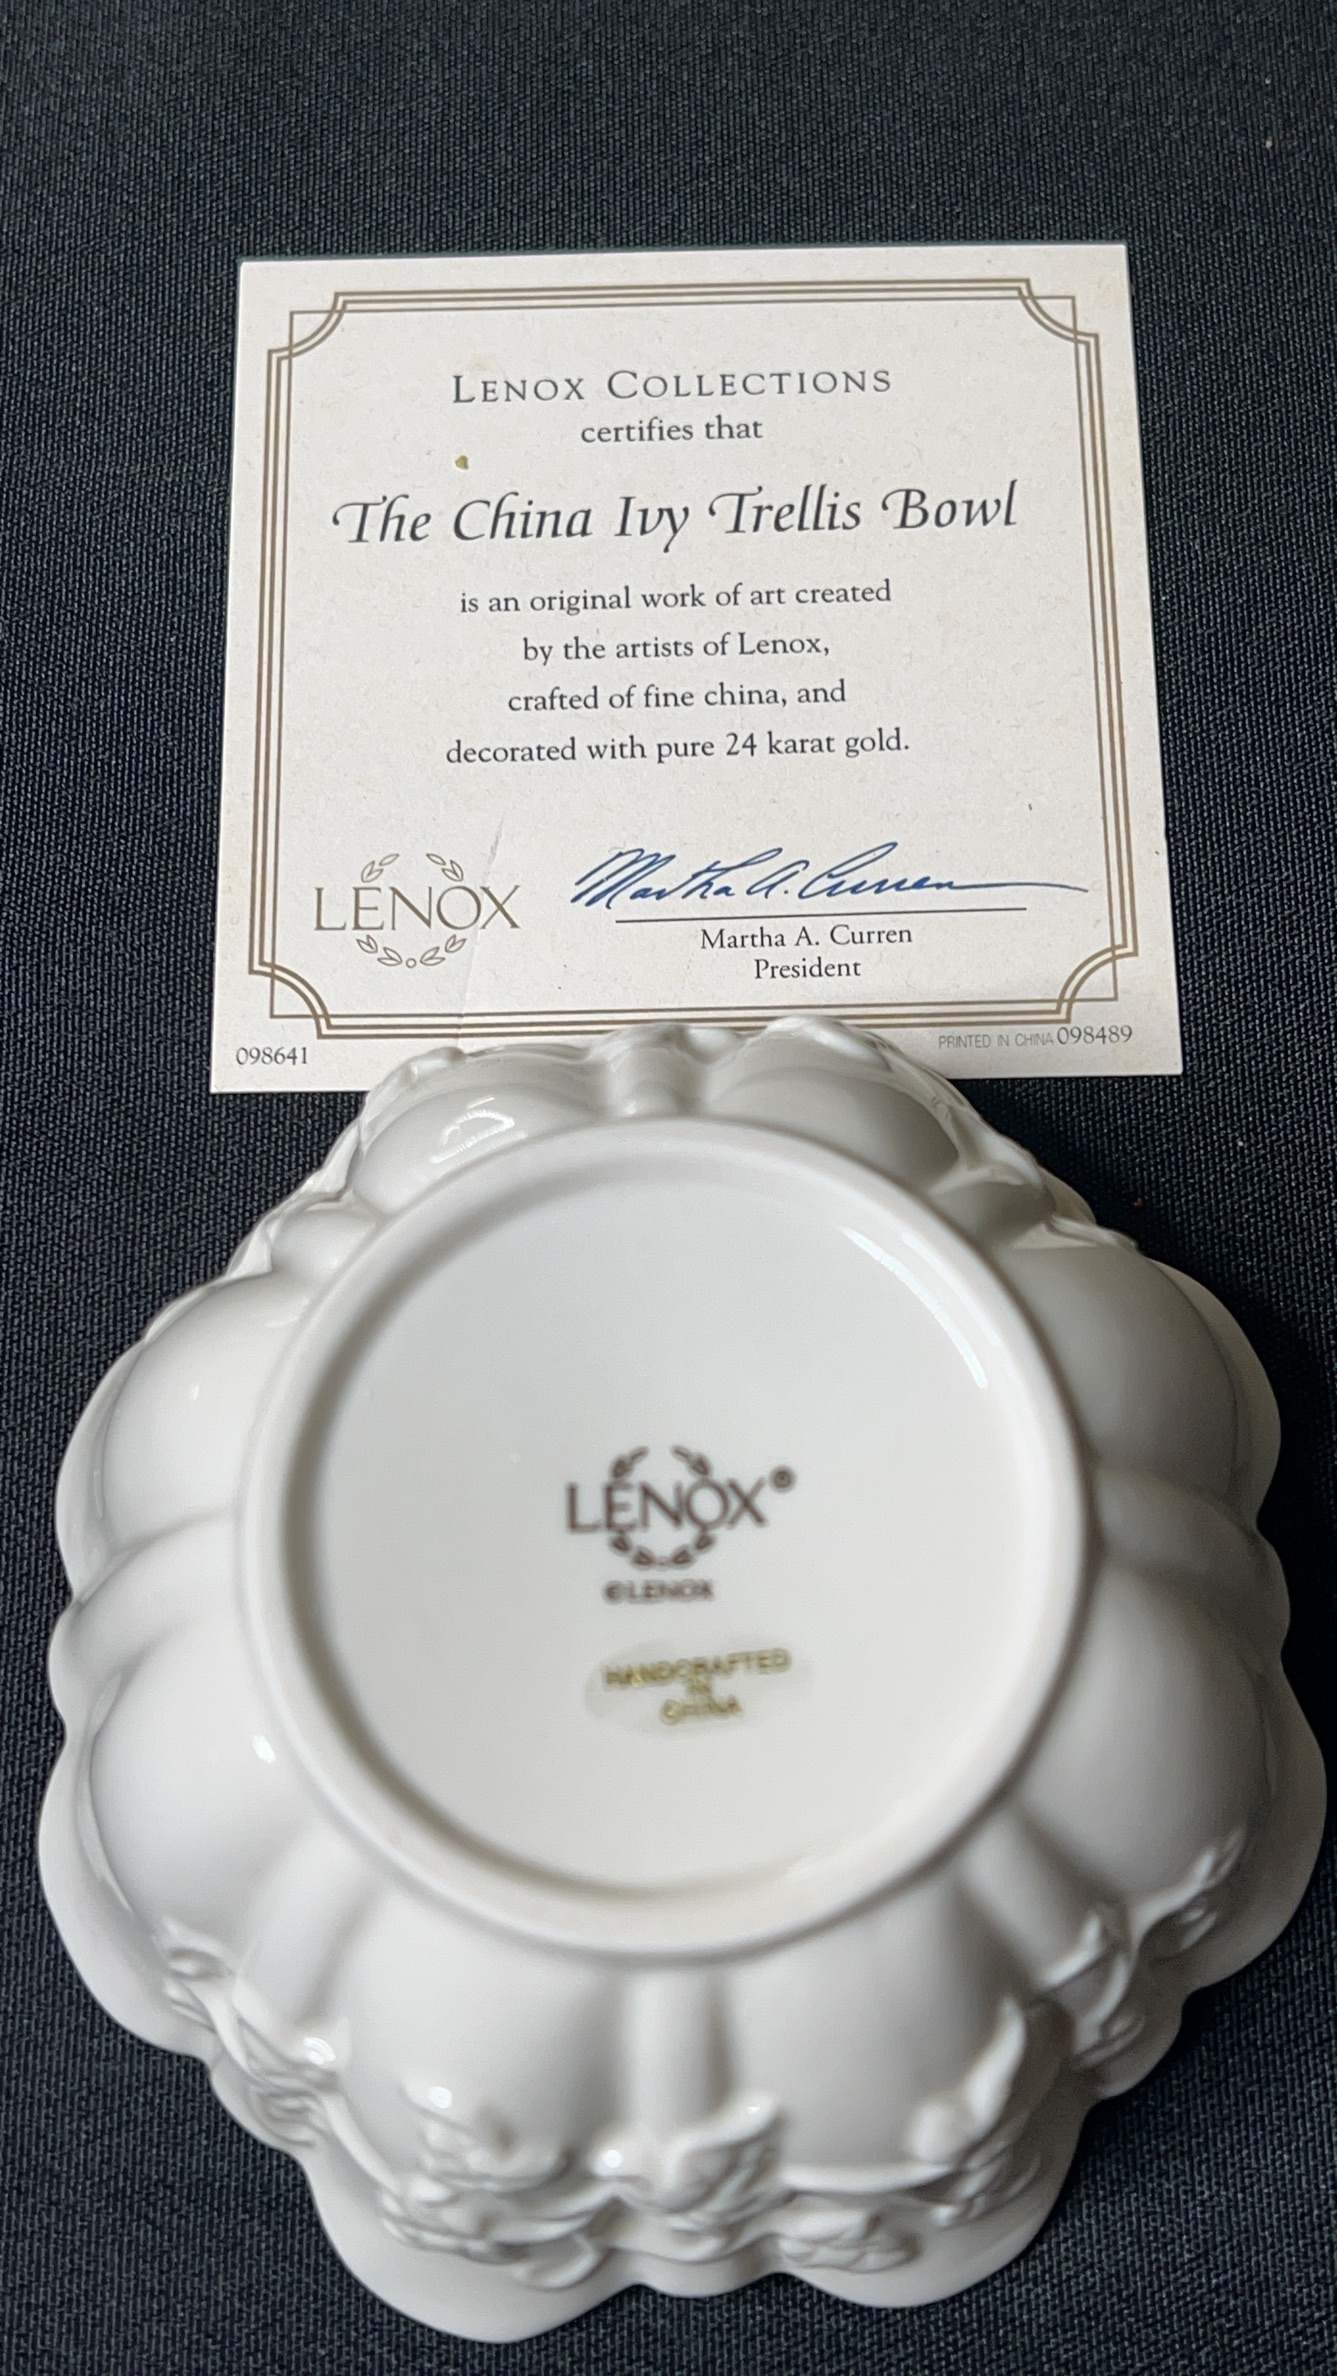 LENOX COLLECTIONS
certifies that
The China Ivy Trellis Bowl
is an original work of art created
by the artists of Lenox,
crafted of fine china, and
decorated with pure 24 karat gold.
LENOX
Martha A. Curren
Martha A. Curren
President
098641
PRINTED IN CHINA 098489
LENOX®
©LENOX
HANDCRAFTED
IN
CHINA